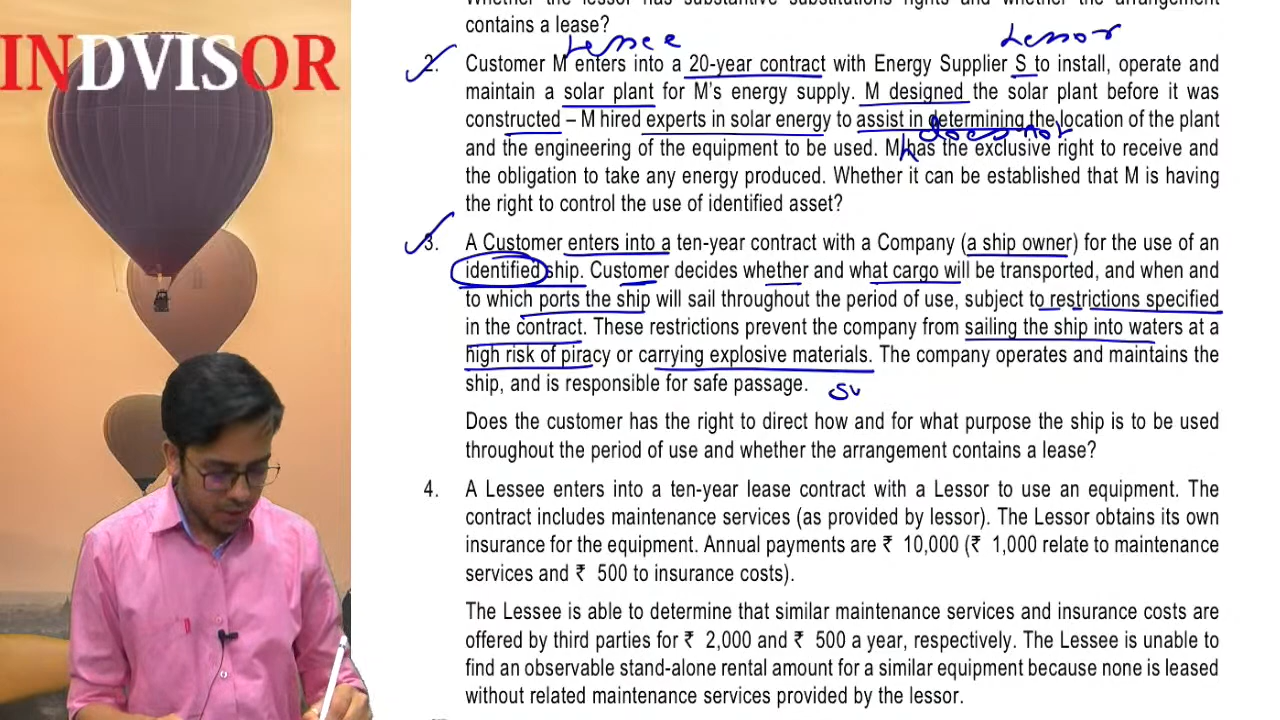 Whether the lessor has substantive substitutions rights and whether the arrangement
contains a lease?
INDVISOR
Lessee
Lessor
2. Customer M enters into a 20-year contract with Energy Supplier S to install, operate and
maintain a solar plant for M's energy supply. M designed the solar plant before it was
constructed – M hired experts in solar energy to assist in determining the location of the plant
does not
and the engineering of the equipment to be used. M has the exclusive right to receive and
the obligation to take any energy produced. Whether it can be established that M is having
the right to control the use of identified asset?
3. A Customer enters into a ten-year contract with a Company (a ship owner) for the use of an
identified ship. Customer decides whether and what cargo will be transported, and when and
to which ports the ship will sail throughout the period of use, subject to restrictions specified
in the contract. These restrictions prevent the company from sailing the ship into waters at a
high risk of piracy or carrying explosive materials. The company operates and maintains the
ship, and is responsible for safe passage.
Does the customer has the right to direct how and for what purpose the ship is to be used
throughout the period of use and whether the arrangement contains a lease?
4. A Lessee enters into a ten-year lease contract with a Lessor to use an equipment. The
contract includes maintenance services (as provided by lessor). The Lessor obtains its own
insurance for the equipment. Annual payments are ₹ 10,000 (₹ 1,000 relate to maintenance
services and ₹ 500 to insurance costs).
The Lessee is able to determine that similar maintenance services and insurance costs are
offered by third parties for ₹ 2,000 and ₹ 500 a year, respectively. The Lessee is unable to
find an observable stand-alone rental amount for a similar equipment because none is leased
without related maintenance services provided by the lessor.